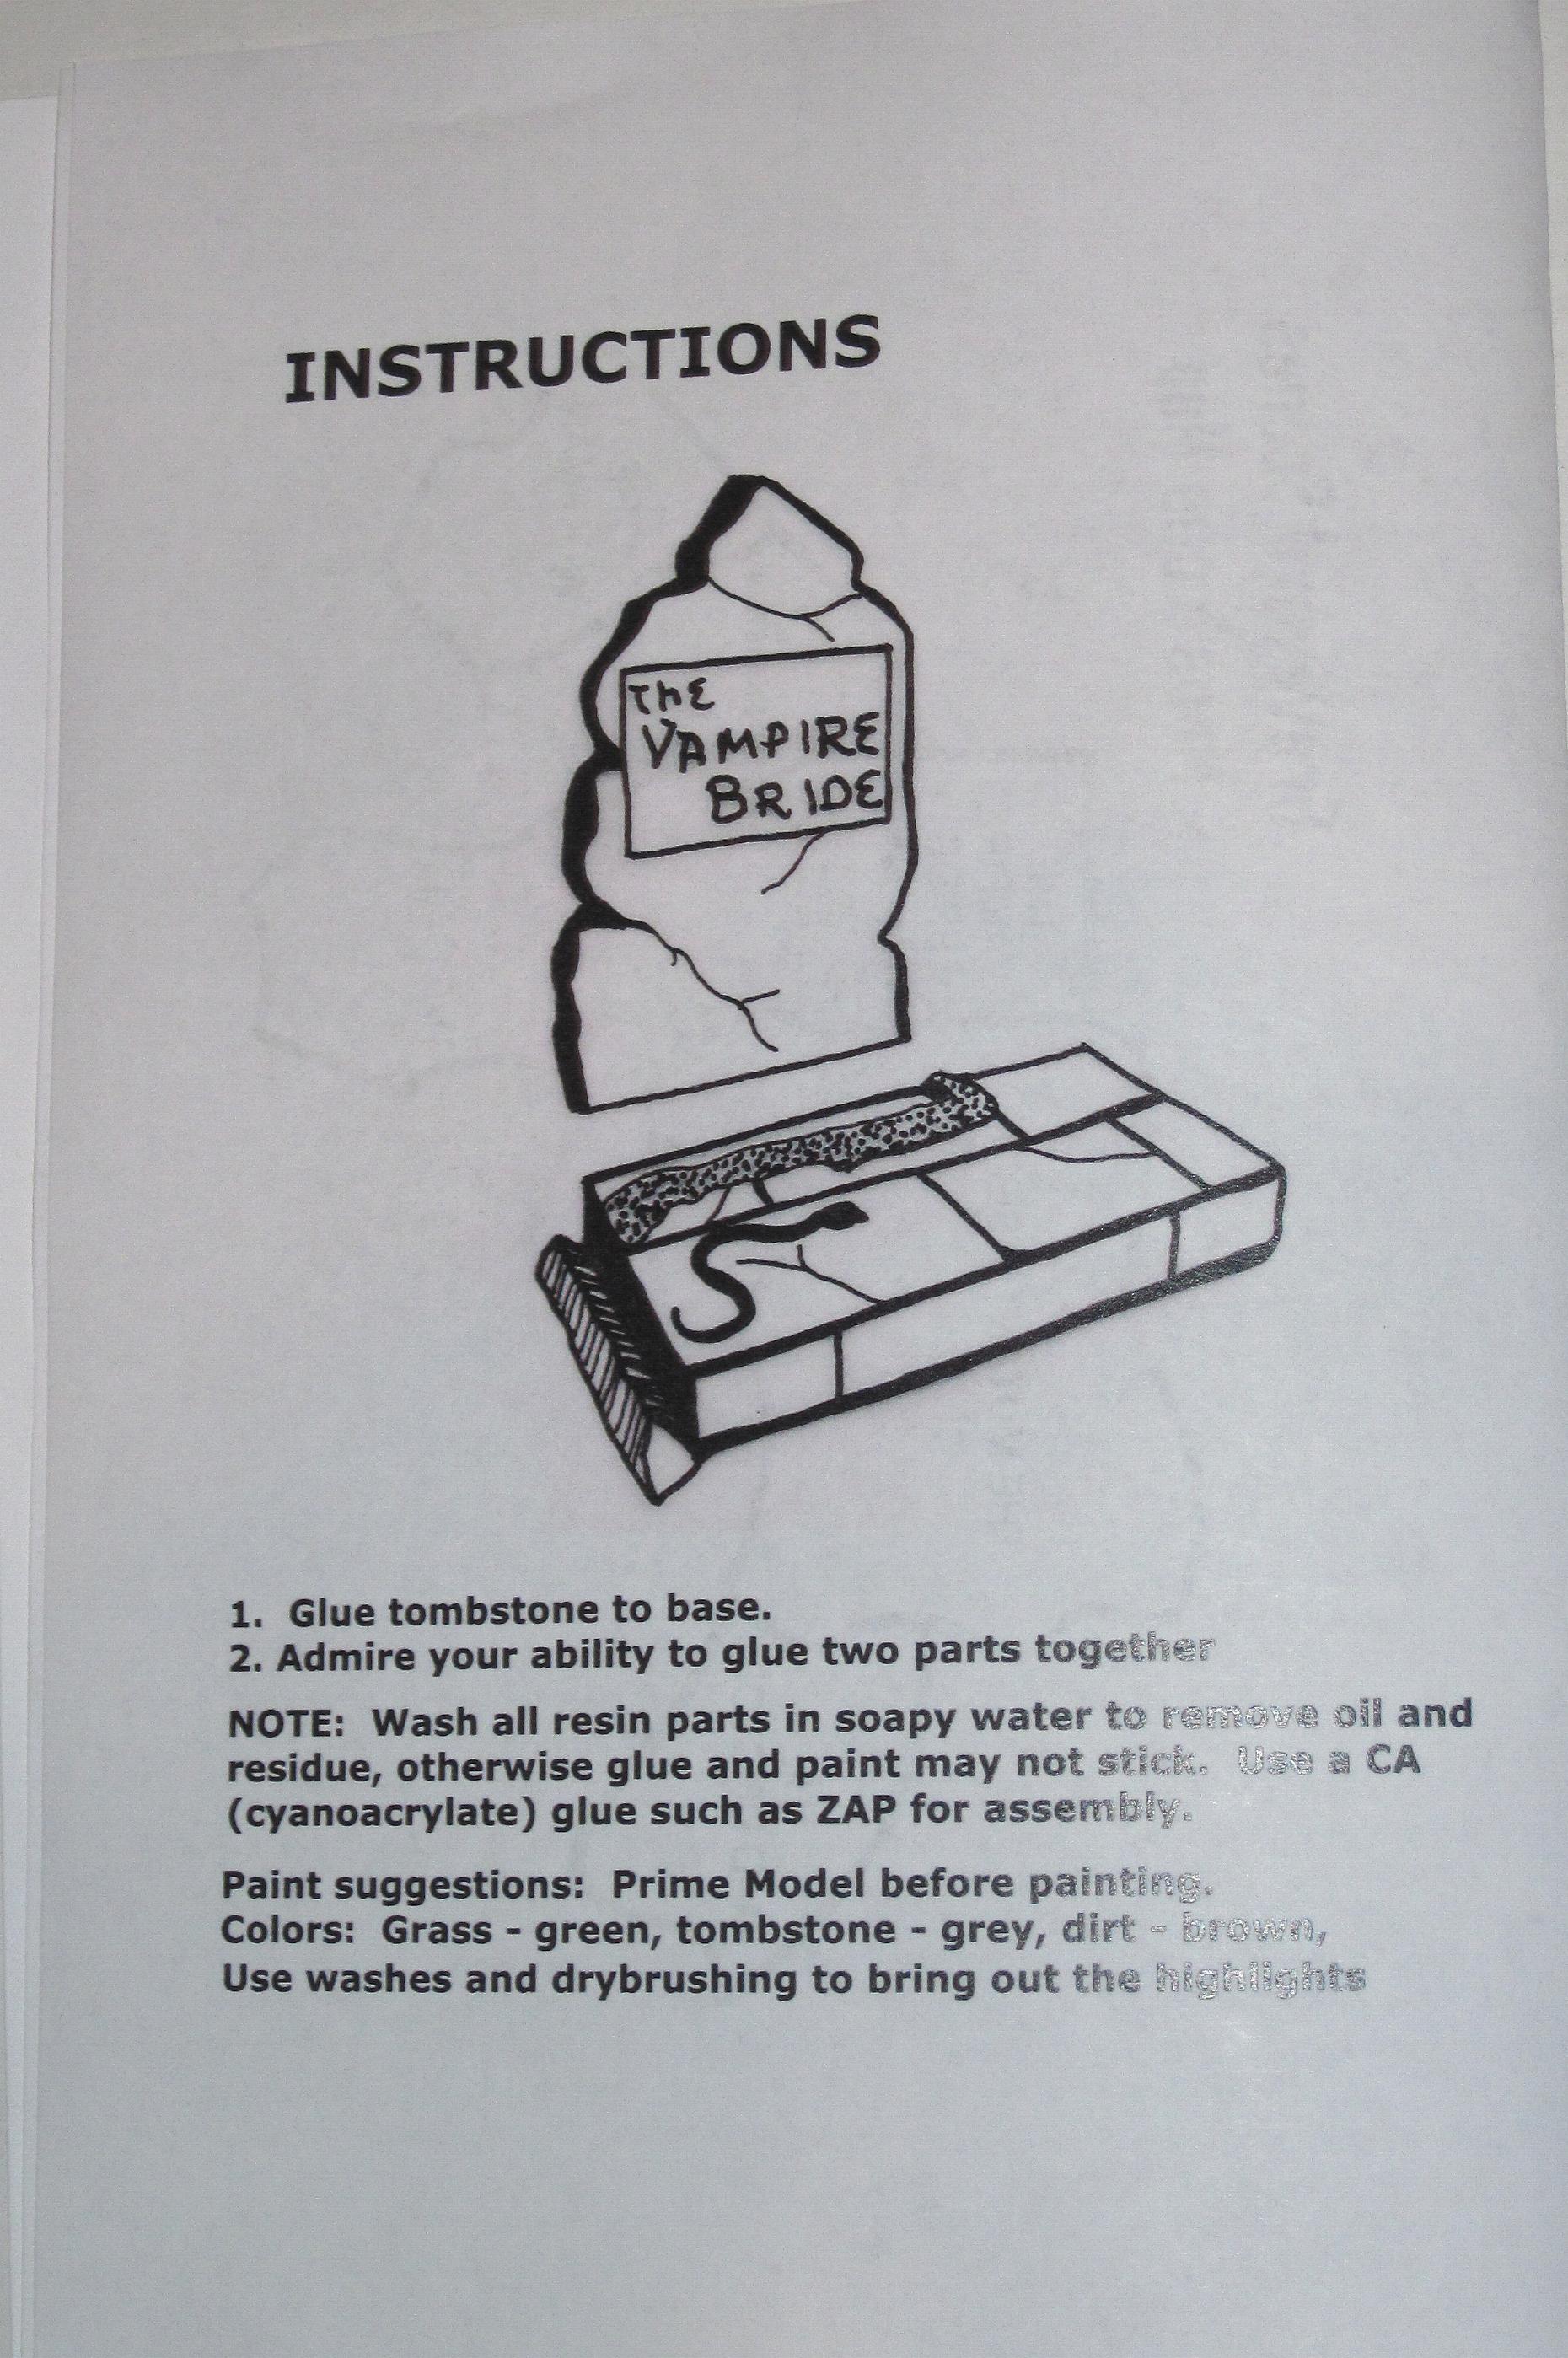 INSTRUCTIONS
THE
VAMPIRE
BRIDE
1.  Glue tombstone to base.
2. Admire your ability to glue two parts together
NOTE:  Wash all resin parts in soapy water to remove oil and
residue, otherwise glue and paint may not stick.  Use a CA
(cyanoacrylate) glue such as ZAP for assembly.
Paint suggestions:  Prime Model before painting.
Colors:  Grass - green, tombstone - grey, dirt - brown,
Use washes and drybrushing to bring out the highlights